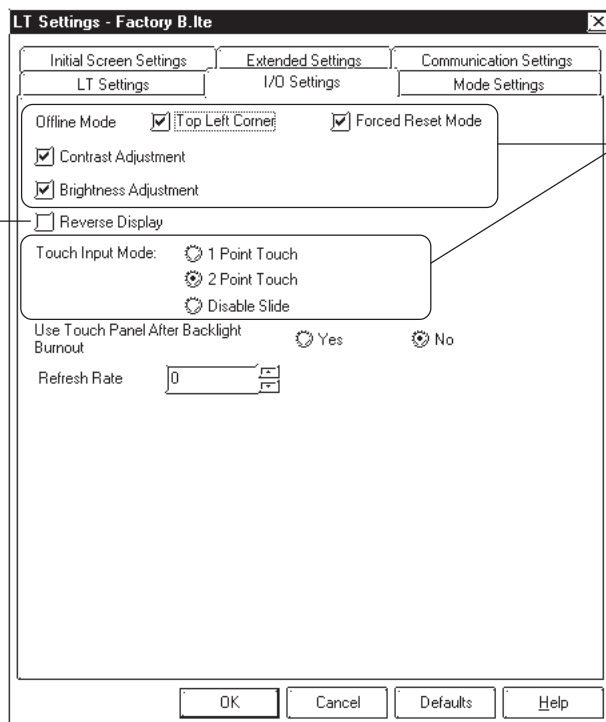 LT Settings - Factory B.lte
Initial Screen Settings Extended Settings Communication Settings
LT Settings I/O Settings Mode Settings
Offline Mode Top Left Corner Forced Reset Mode
Contrast Adjustment
Brightness Adjustment
Reverse Display
Touch Input Mode: 1 Point Touch
2 Point Touch
Disable Slide
Use Touch Panel After Backlight
Burnout Yes No
Refresh Rate 0
OK Cancel Defaults Help